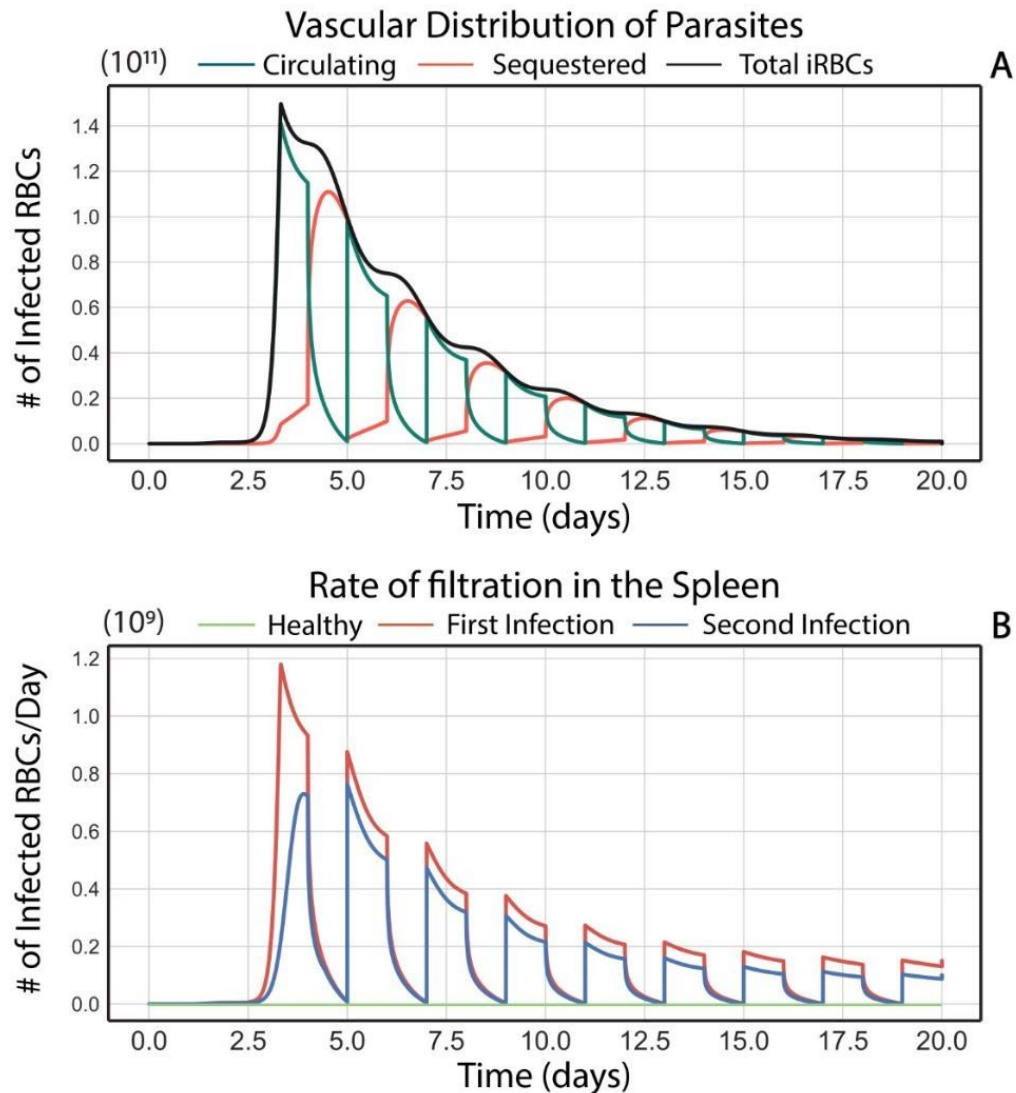 Vascular Distribution of Parasites
(10¹¹) Circulating Sequestered Total iRBCs A
# of Infected RBCs
1.4
1.2
1.0
0.8
0.6
0.4
0.2
0.0
0.0 2.5 5.0 7.5 10.0 12.5 15.0 17.5 20.0
Time (days)
Rate of filtration in the Spleen
(10⁹) Healthy First Infection Second Infection B
# of Infected RBCs/Day
1.2
1.0
0.8
0.6
0.4
0.2
0.0
0.0 2.5 5.0 7.5 10.0 12.5 15.0 17.5 20.0
Time (days)